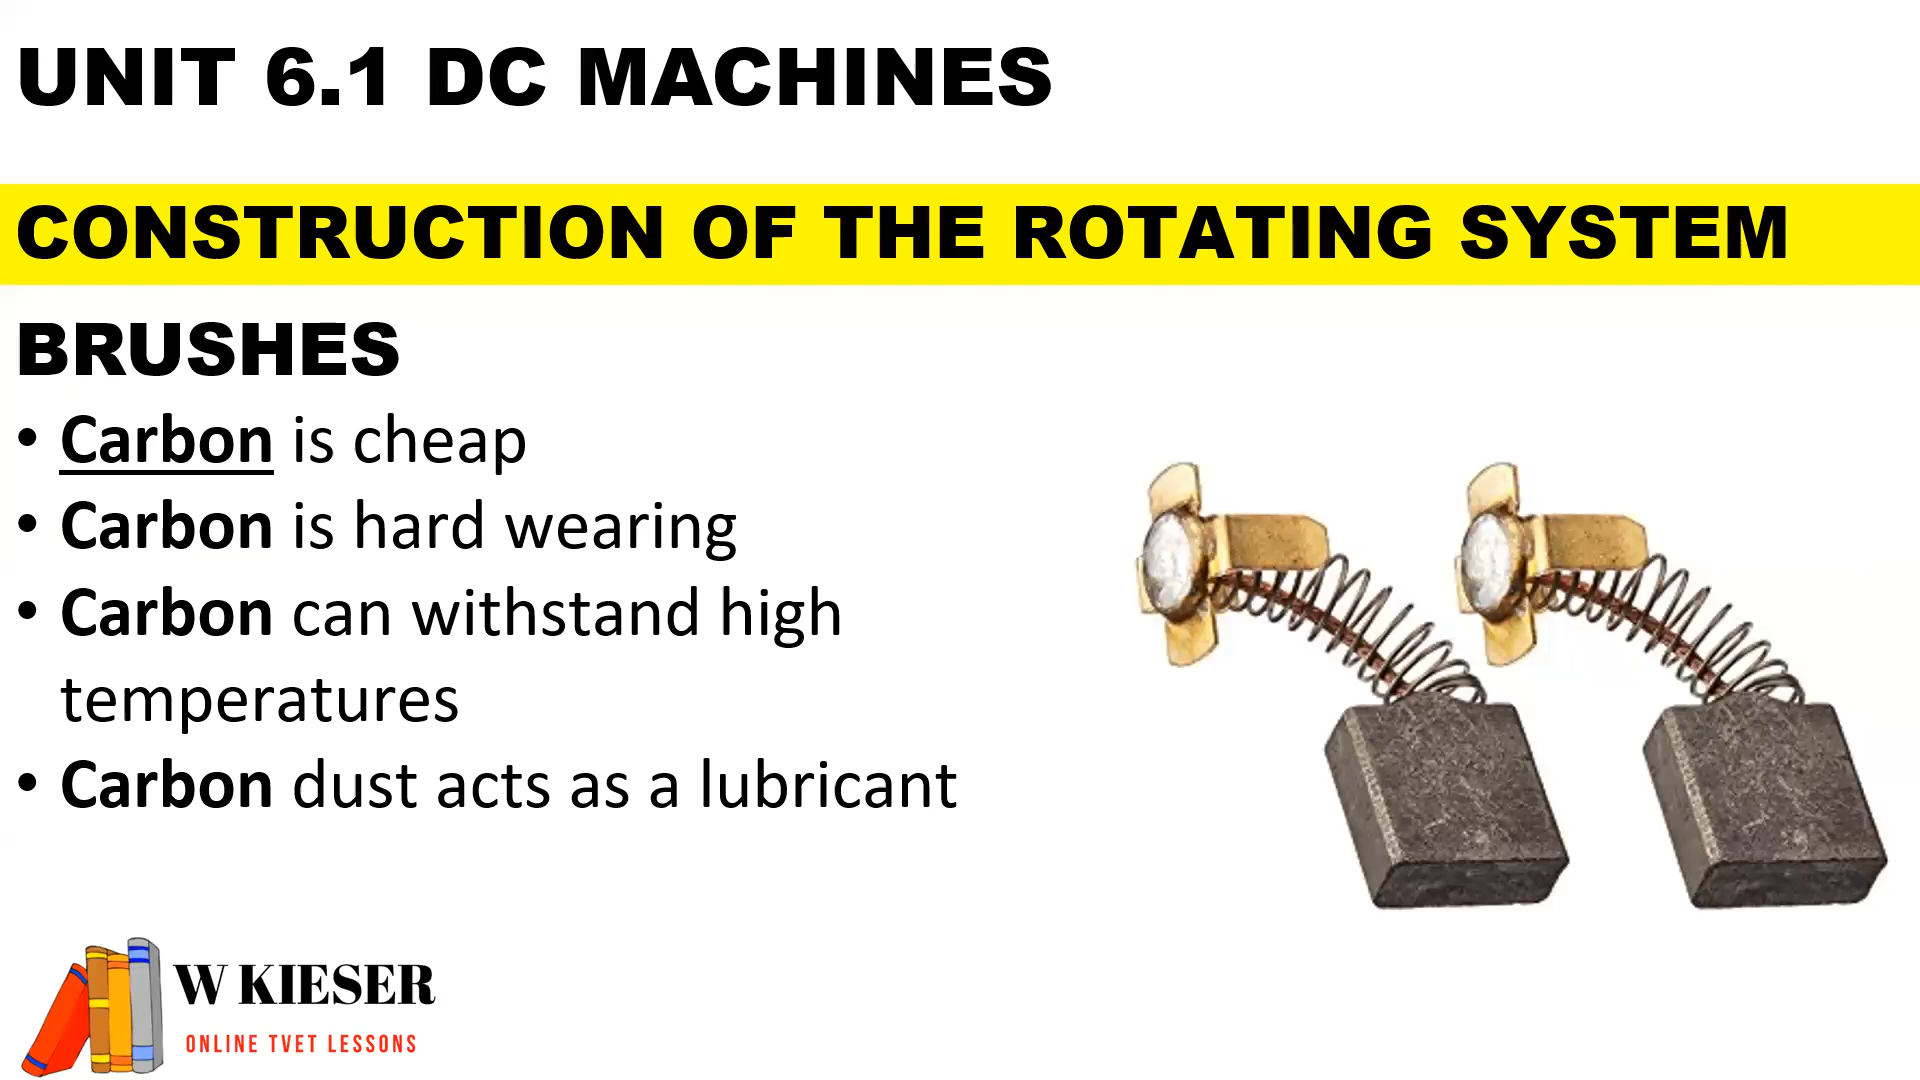 UNIT 6.1 DC MACHINES
CONSTRUCTION OF THE ROTATING SYSTEM
BRUSHES
• Carbon is cheap
• Carbon is hard wearing
• Carbon can withstand high
temperatures
• Carbon dust acts as a lubricant
W KIESER
ONLINE TVET LESSONS